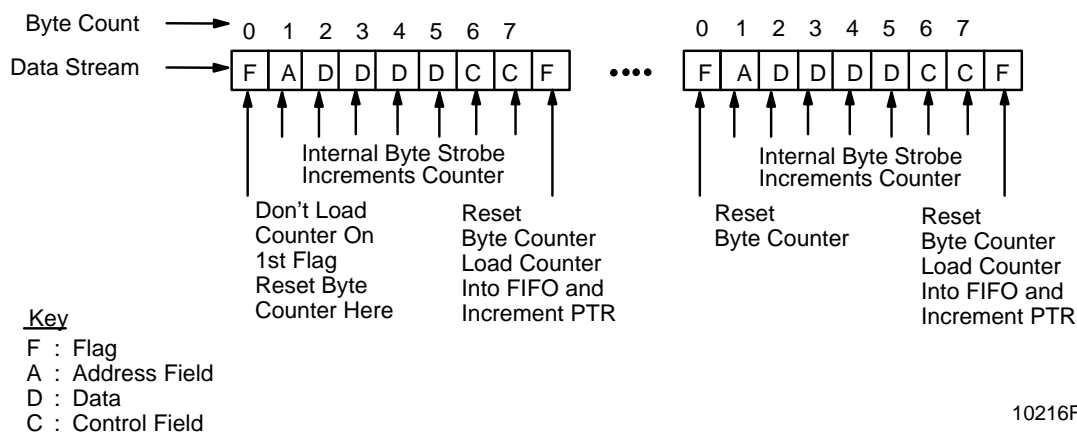 Byte Count 0 1 2 3 4 5 6 7 0 1 2 3 4 5 6 7
Data Stream F A D D D D C C F •••• F A D D D D C C F
Internal Byte Strobe
Increments Counter
Internal Byte Strobe
Increments Counter
Don’t Load
Counter On
1st Flag
Reset Byte
Counter Here
Reset
Byte Counter
Load Counter
Into FIFO and
Increment PTR
Reset
Byte Counter
Reset
Byte Counter
Load Counter
Into FIFO and
Increment PTR
Key
F : Flag
A : Address Field
D : Data
C : Control Field
10216F